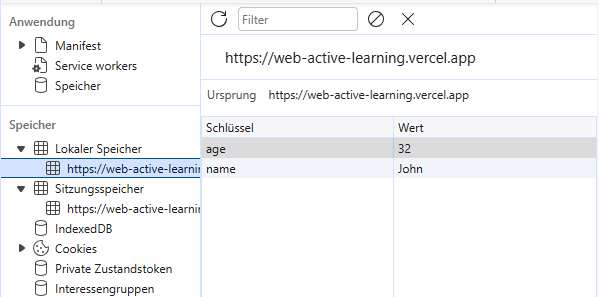 Anwendung
Manifest
Service workers
Speicher
Speicher
Lokaler Speicher
https://web-active-learnin
Sitzungsspeicher
https://web-active-learnin
IndexedDB
Cookies
Private Zustandstoken
Interessengruppen
Filter
https://web-active-learning.vercel.app
Ursprung https://web-active-learning.vercel.app
Schlüssel Wert
age 32
name John